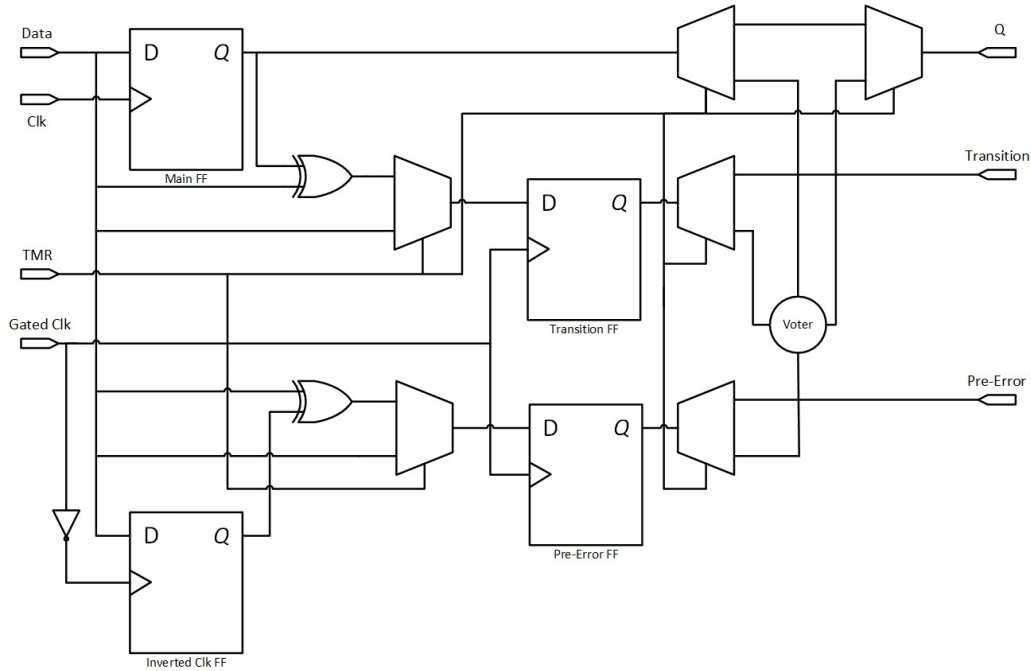 Data
D Q
Clk
Main FF
Q
Transition
TMR
D Q
Transition FF
Gated Clk
Voter
Pre-Error
D Q
Pre-Error FF
D Q
Inverted Clk FF